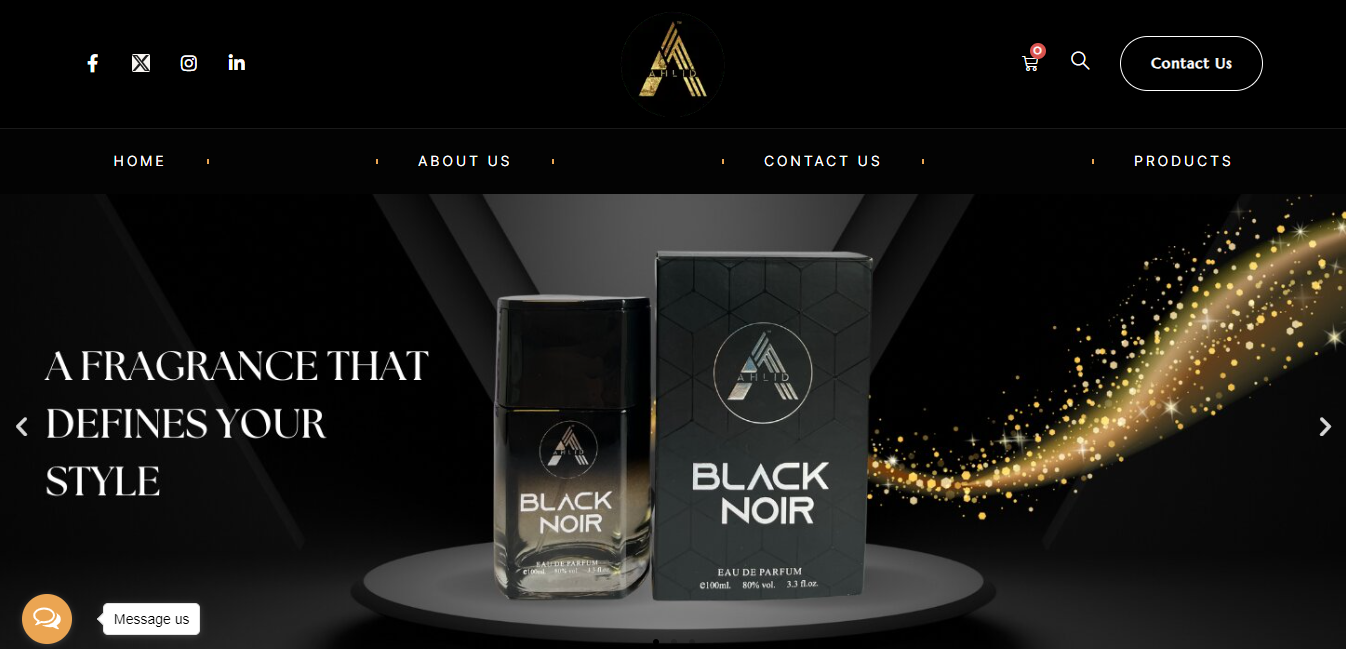 AHLID
0
Contact Us
HOME
ABOUT US
CONTACT US
PRODUCTS
A FRAGRANCE THAT
DEFINES YOUR
STYLE
AHLID
BLACK
NOIR
EAU DE PARFUM
℮100ml. 80% vol. 3.3 fl.oz.
AHLID
BLACK
NOIR
EAU DE PARFUM
℮100ml. 80% vol. 3.3 fl.oz.
Message us